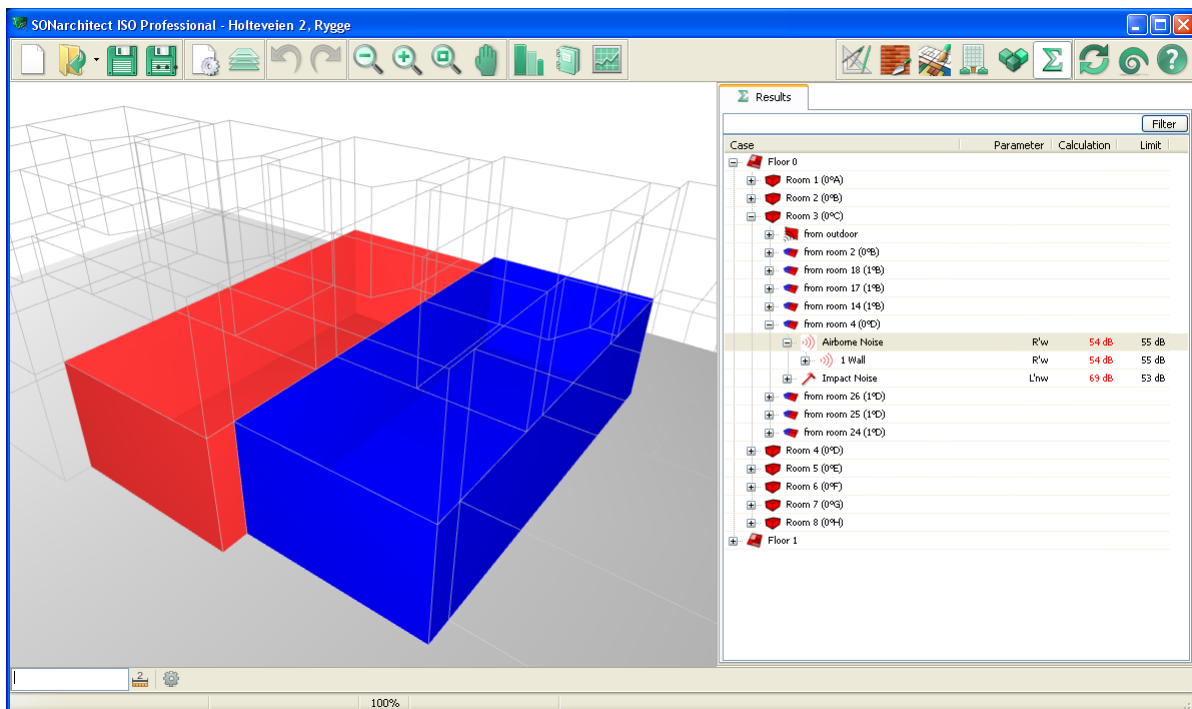 SONarchitect ISO Professional - Holteveien 2, Rygge
Results
Filter
Case Parameter Calculation Limit
Floor 0
Room 1 (0ºA)
Room 2 (0ºB)
Room 3 (0ºC)
from outdoor
from room 2 (0ºB)
from room 18 (1ºB)
from room 17 (1ºB)
from room 14 (1ºB)
from room 4 (0ºD)
Airborne Noise R'w 54 dB 55 dB
1 Wall R'w 54 dB 55 dB
Impact Noise L'nw 69 dB 53 dB
from room 26 (1ºD)
from room 25 (1ºD)
from room 24 (1ºD)
Room 4 (0ºD)
Room 5 (0ºE)
Room 6 (0ºF)
Room 7 (0ºG)
Room 8 (0ºH)
Floor 1
2
100%